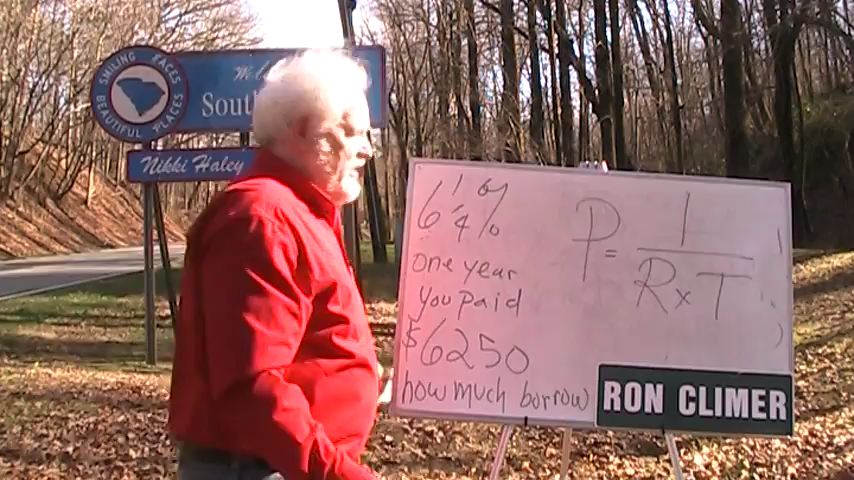 SMILING FACES
BEAUTIFUL PLACES
South
Nikki Haley
6 1/4 %
one year
you paid
$6250
how much borrow
P = I
R x T
RON CLIMER